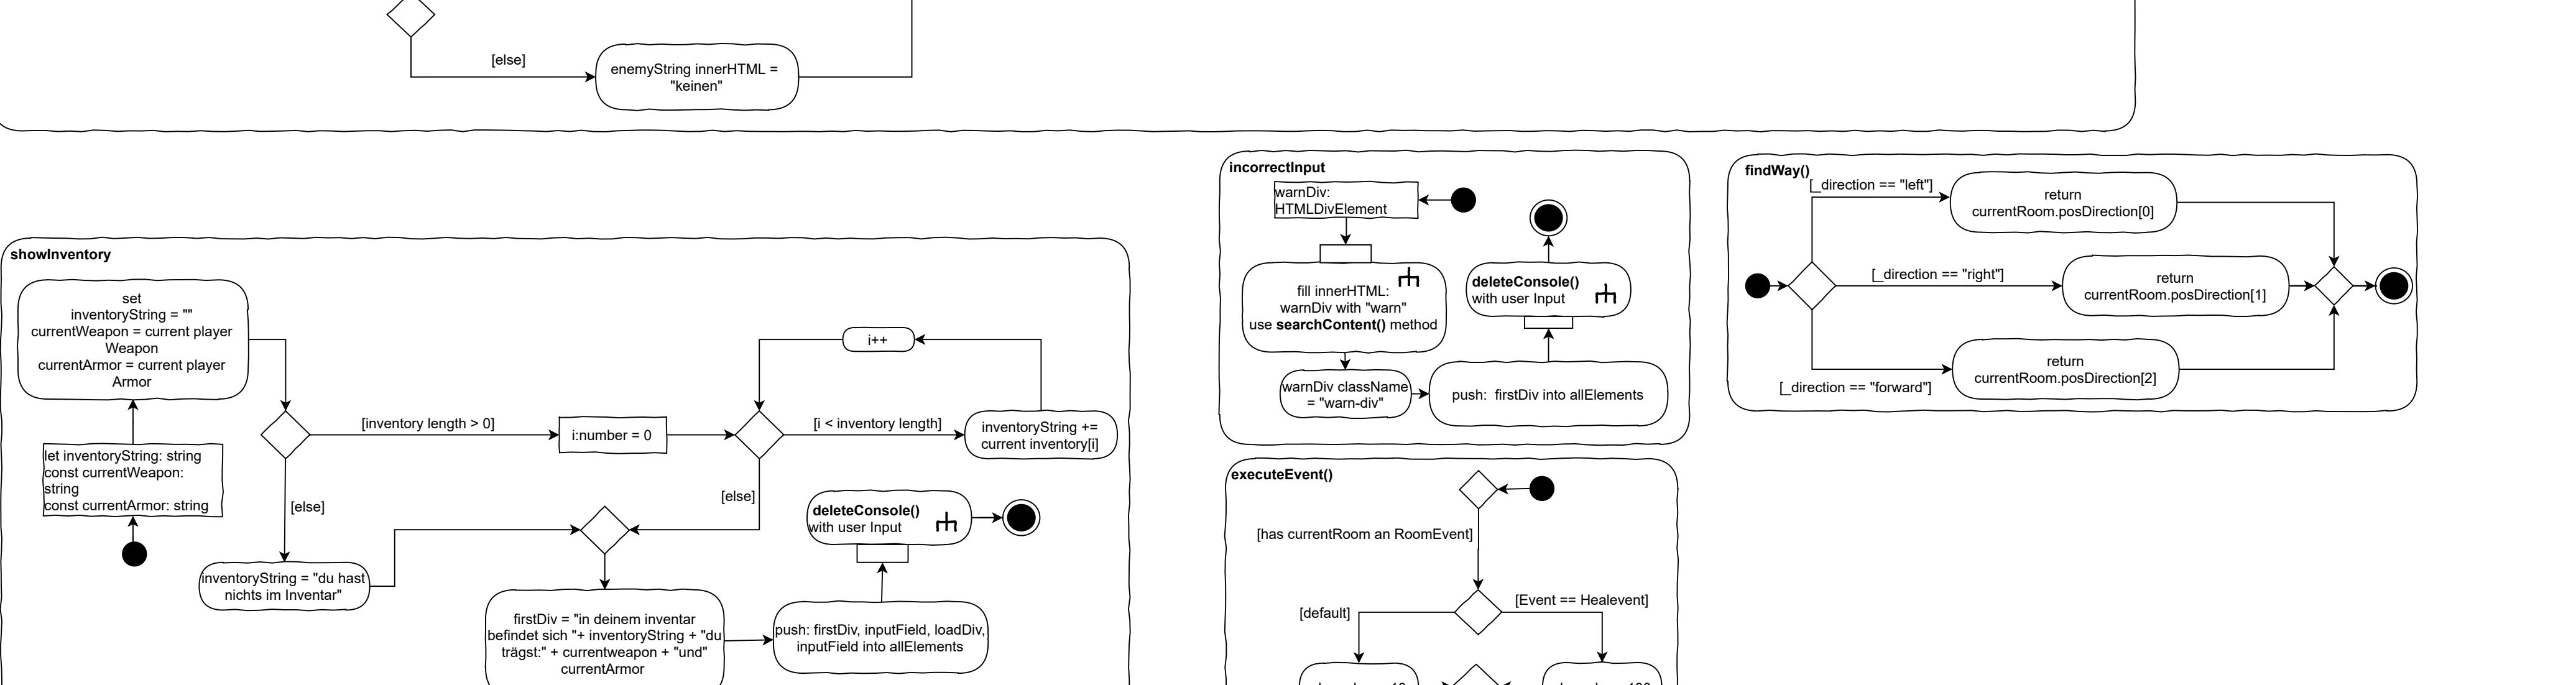 [else]
enemyString innerHTML =
"keinen"
showInventory
set
inventoryString = ""
currentWeapon = current player
Weapon
currentArmor = current player
Armor
let inventoryString: string
const currentWeapon:
string
const currentArmor: string
[inventory length > 0]
[else]
inventoryString = "du hast
nichts im Inventar"
i:number = 0
i++
[i < inventory length]
inventoryString +=
current inventory[i]
[else]
firstDiv = "in deinem inventar
befindet sich "+ inventoryString + "du
trägst:" + currentweapon + "und"
currentArmor
push: firstDiv, inputField, loadDiv,
inputField into allElements
deleteConsole()
with user Input
incorrectInput
warnDiv:
HTMLDivElement
fill innerHTML:
warnDiv with "warn"
use searchContent() method
warnDiv className
= "warn-div"
push:  firstDiv into allElements
deleteConsole()
with user Input
executeEvent()
[has currentRoom an RoomEvent]
[default]
[Event == Healevent]
findWay()
[_direction == "left"]
return
currentRoom.posDirection[0]
[_direction == "right"]
return
currentRoom.posDirection[1]
[_direction == "forward"]
return
currentRoom.posDirection[2]